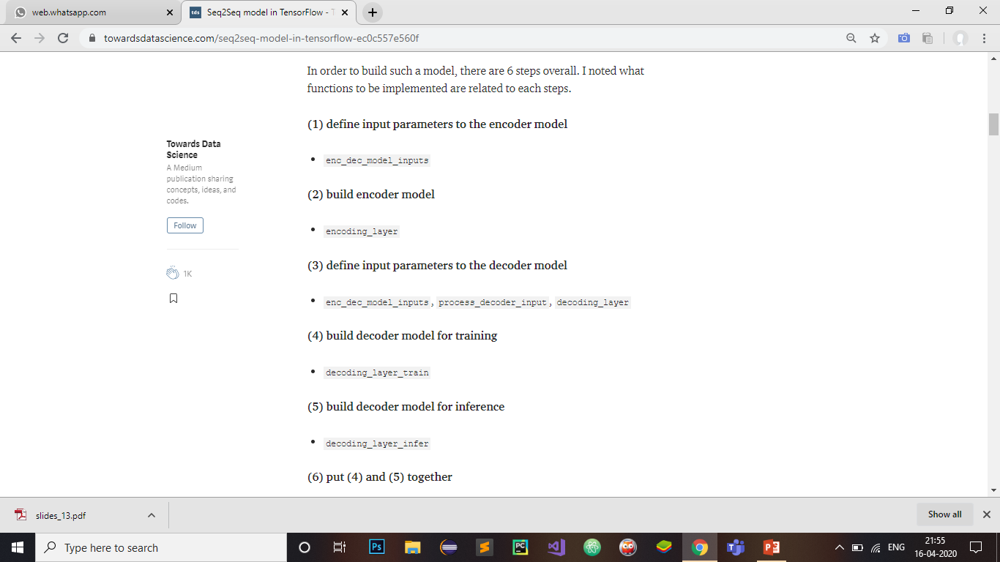 web.whatsapp.com
Seq2Seq model in TensorFlow - T
towardsdatascience.com/seq2seq-model-in-tensorflow-ec0c557e560f
In order to build such a model, there are 6 steps overall. I noted what
functions to be implemented are related to each steps.
Towards Data
Science
A Medium
publication sharing
concepts, ideas, and
codes.
Follow
1K
(1) define input parameters to the encoder model
enc_dec_model_inputs
(2) build encoder model
encoding_layer
(3) define input parameters to the decoder model
enc_dec_model_inputs, process_decoder_input, decoding_layer
(4) build decoder model for training
decoding_layer_train
(5) build decoder model for inference
decoding_layer_infer
(6) put (4) and (5) together
slides_13.pdf
Show all
Type here to search
Ps
PC
ENG
21:55
16-04-2020